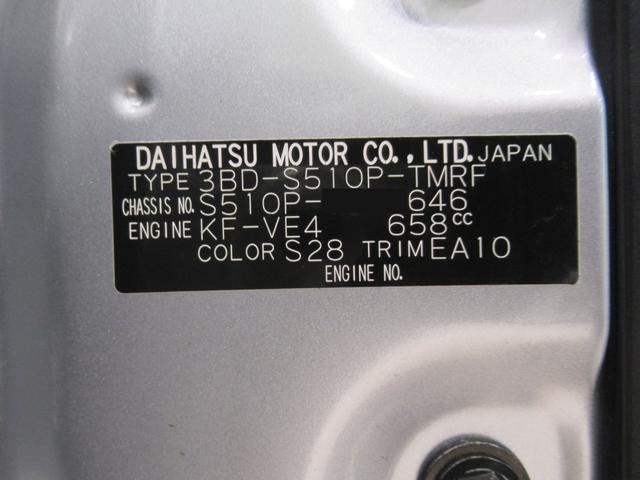 DAIHATSU MOTOR CO.,LTD. JAPAN
TYPE 3BD-S510P-TMRF
CHASSIS NO. S510P- 646
ENGINE KF-VE4 658cc
COLOR S28 TRIM EA10
ENGINE NO.